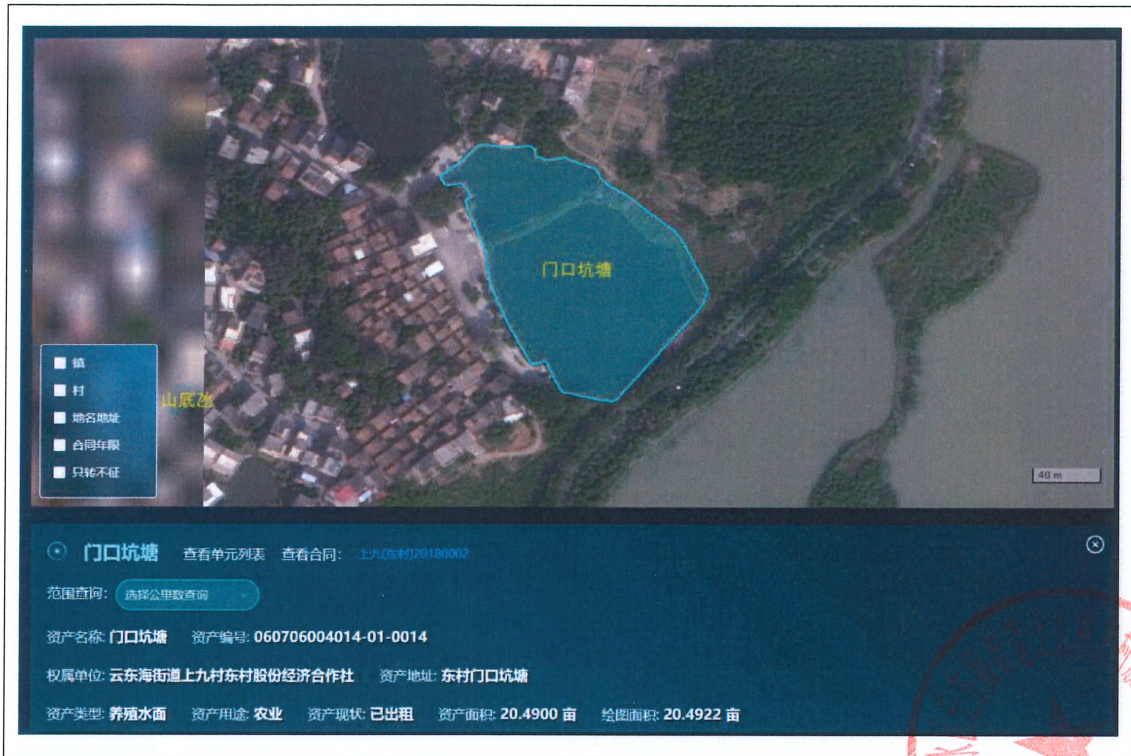 门口坑塘
镇
村
山底
地名地址
合同年限
只转不征
40 m
门口坑塘 查看单元列表 查看合同: 上九(东村)20180002
范围查询: 选择公里数查询
资产名称: 门口坑塘 资产编号: 060706004014-01-0014
权属单位: 云东海街道上九村东村股份经济合作社 资产地址: 东村门口坑塘
资产类型: 养殖水面 资产用途: 农业 资产现状: 已出租 资产面积: 20.4900 亩 绘图面积: 20.4922 亩